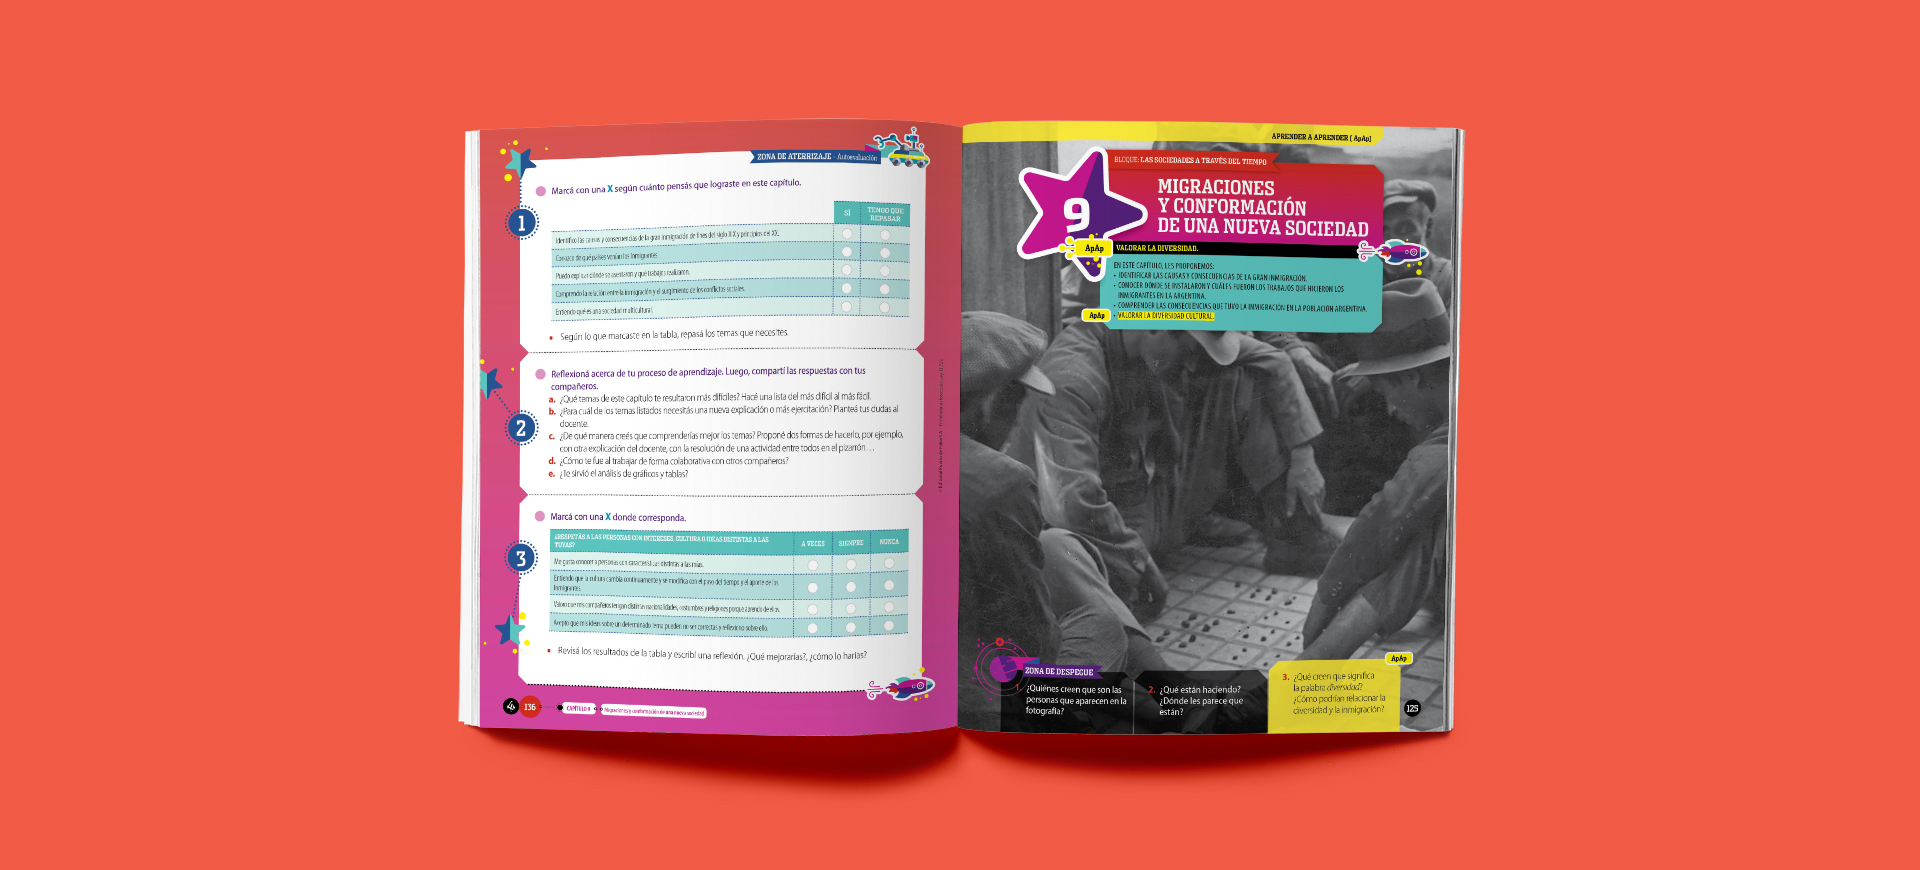 ZONA DE ATERRIZAJE - Autoevaluación
Marcá con una X según cuánto pensás que lograste en este capítulo.
1
SÍ
TENGO QUE
REPASAR
Identifico las causas y consecuencias de la gran inmigración de fines del siglo XIX y principios del XX.
Conozco de qué países venían los inmigrantes.
Puedo explicar dónde se asentaron y qué trabajos realizaron.
Comprendo la relación entre la inmigración y el surgimiento de los conflictos sociales.
Entiendo qué es una sociedad multicultural.
• Según lo que marcaste en la tabla, repasá los temas que necesites.
2
Reflexioná acerca de tu proceso de aprendizaje. Luego, compartí las respuestas con tus
compañeros.
a. ¿Qué temas de este capítulo te resultaron más difíciles? Hacé una lista del más difícil al más fácil.
b. ¿Para cuál de los temas listados necesitás una nueva explicación o más ejercitación? Planteá tus dudas al
docente.
c. ¿De qué manera creés que comprenderías mejor los temas? Proponé dos formas de hacerlo, por ejemplo,
con otra explicación del docente, con la resolución de una actividad entre todos en el pizarrón…
d. ¿Cómo te fue al trabajar de forma colaborativa con otros compañeros?
e. ¿Te sirvió el análisis de gráficos y tablas?
3
Marcá con una X donde corresponda.
¿RESPETÁS A LAS PERSONAS CON INTERESES, CULTURA O IDEAS DISTINTAS A LAS
TUYAS?
A VECES
SIEMPRE
NUNCA
Me gusta conocer a personas con características distintas a las mías.
Entiendo que la cultura cambia continuamente y se modifica con el paso del tiempo y el aporte de los
inmigrantes.
Valoro que mis compañeros tengan distintas nacionalidades, costumbres y religiones porque aprendo de ellos.
Acepto que mis ideas sobre un determinado tema pueden no ser correctas y reflexiono sobre ello.
• Revisá los resultados de la tabla y escribí una reflexión. ¿Qué mejorarías?, ¿cómo lo harías?
136
CAPÍTULO 9
Migraciones y conformación de una nueva sociedad
APRENDER A APRENDER [ApAp]
BLOQUE: LAS SOCIEDADES A TRAVÉS DEL TIEMPO
9
MIGRACIONES
Y CONFORMACIÓN
DE UNA NUEVA SOCIEDAD
ApAp
VALORAR LA DIVERSIDAD.
EN ESTE CAPÍTULO, LES PROPONEMOS:
• IDENTIFICAR LAS CAUSAS Y CONSECUENCIAS DE LA GRAN INMIGRACIÓN.
• CONOCER DÓNDE SE INSTALARON Y CUÁLES FUERON LOS TRABAJOS QUE HICIERON LOS
INMIGRANTES EN LA ARGENTINA.
• COMPRENDER LAS CONSECUENCIAS QUE TUVO LA INMIGRACIÓN EN LA POBLACIÓN ARGENTINA.
ApAp
• VALORAR LA DIVERSIDAD CULTURAL.
ZONA DE DESPEGUE
1. ¿Quiénes creen que son las
personas que aparecen en la
fotografía?
2. ¿Qué están haciendo?
¿Dónde les parece que
están?
ApAp
3. ¿Qué creen que significa
la palabra diversidad?
¿Cómo podrían relacionar la
diversidad y la inmigración?
125